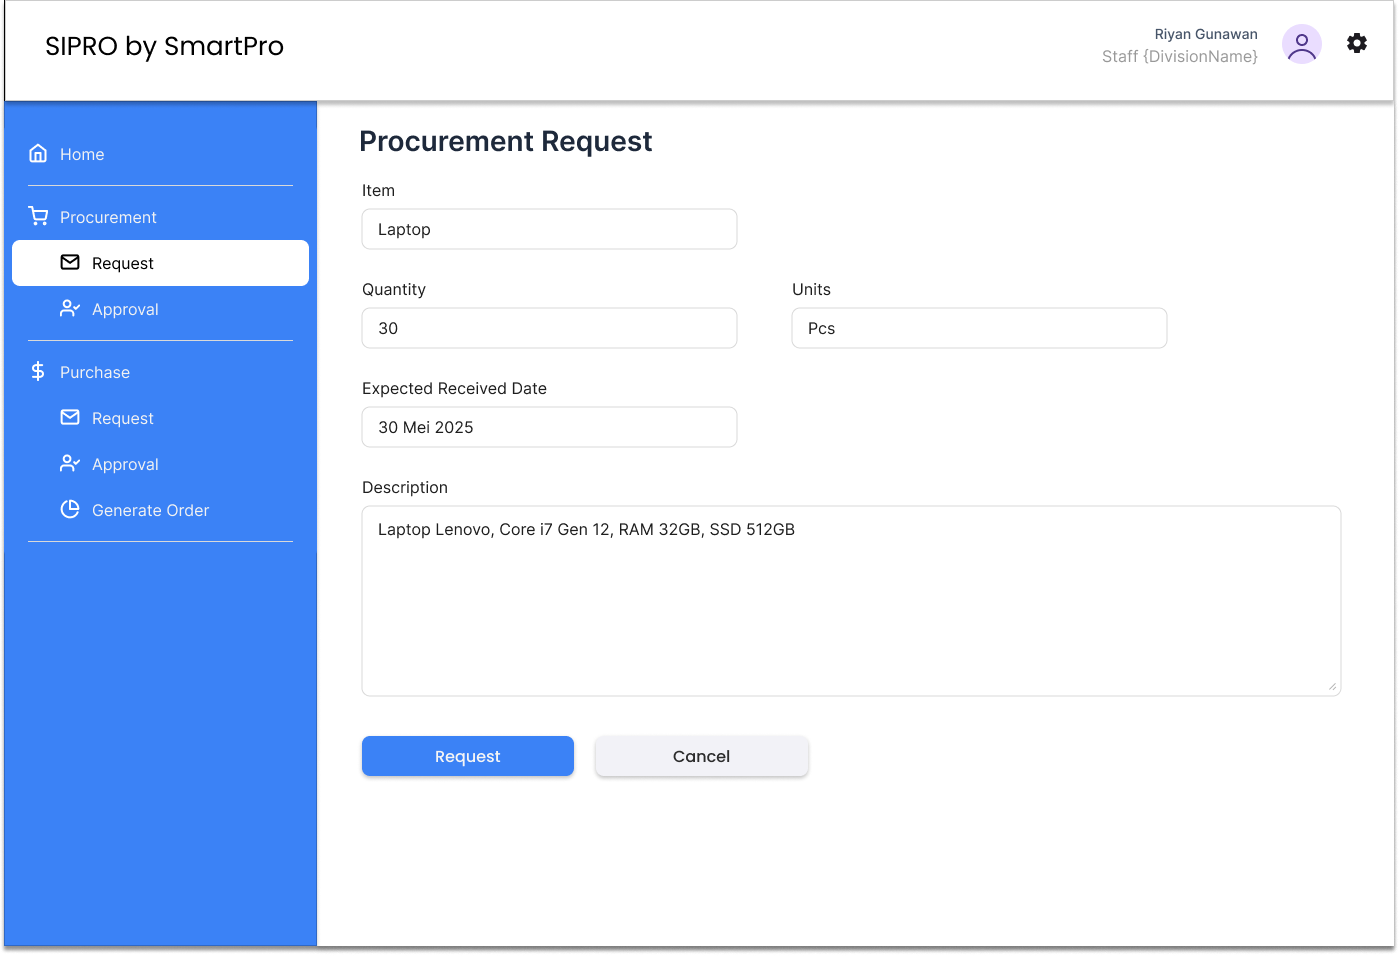 SIPRO by SmartPro
Riyan Gunawan
Staff {DivisionName}
Home
Procurement
Request
Approval
Purchase
Request
Approval
Generate Order
Procurement Request
Item
Laptop
Quantity
Units
30
Pcs
Expected Received Date
30 Mei 2025
Description
Laptop Lenovo, Core i7 Gen 12, RAM 32GB, SSD 512GB
Request
Cancel